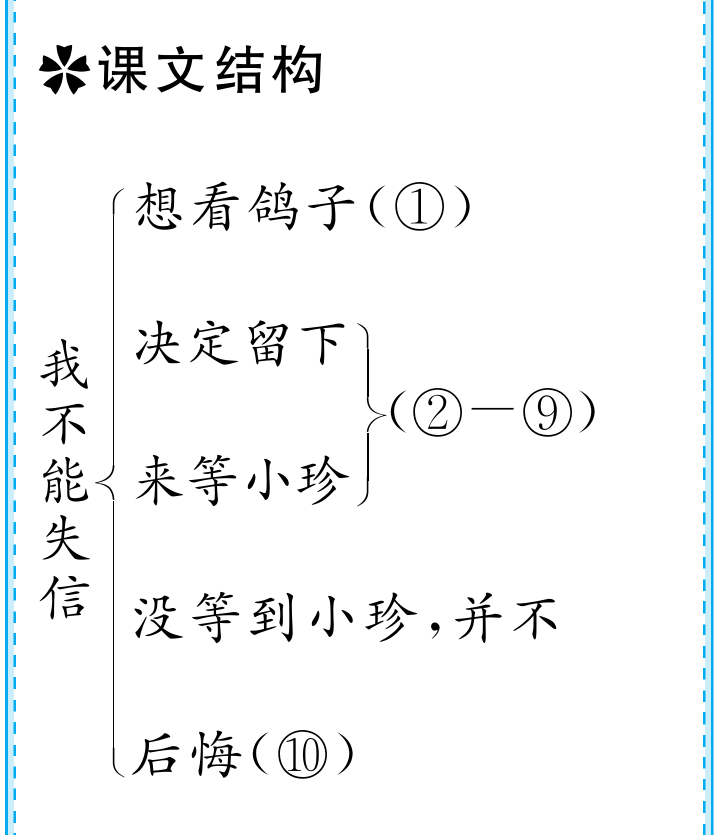 课文结构
我不能失信
想看鸽子(①)
决定留下
来等小珍
(②—⑨)
没等到小珍,并不
后悔(⑩)